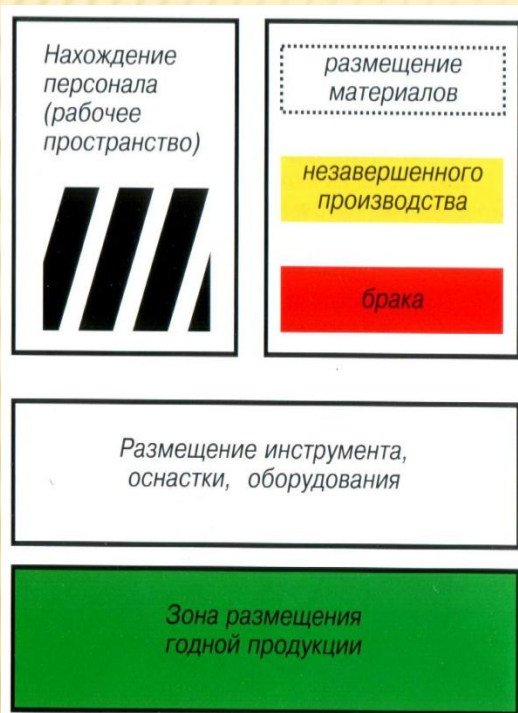 Нахождение
персонала
(рабочее
пространство)
размещение
материалов
незавершенного
производства
брака
Размещение инструмента,
оснастки, оборудования
Зона размещения
годной продукции